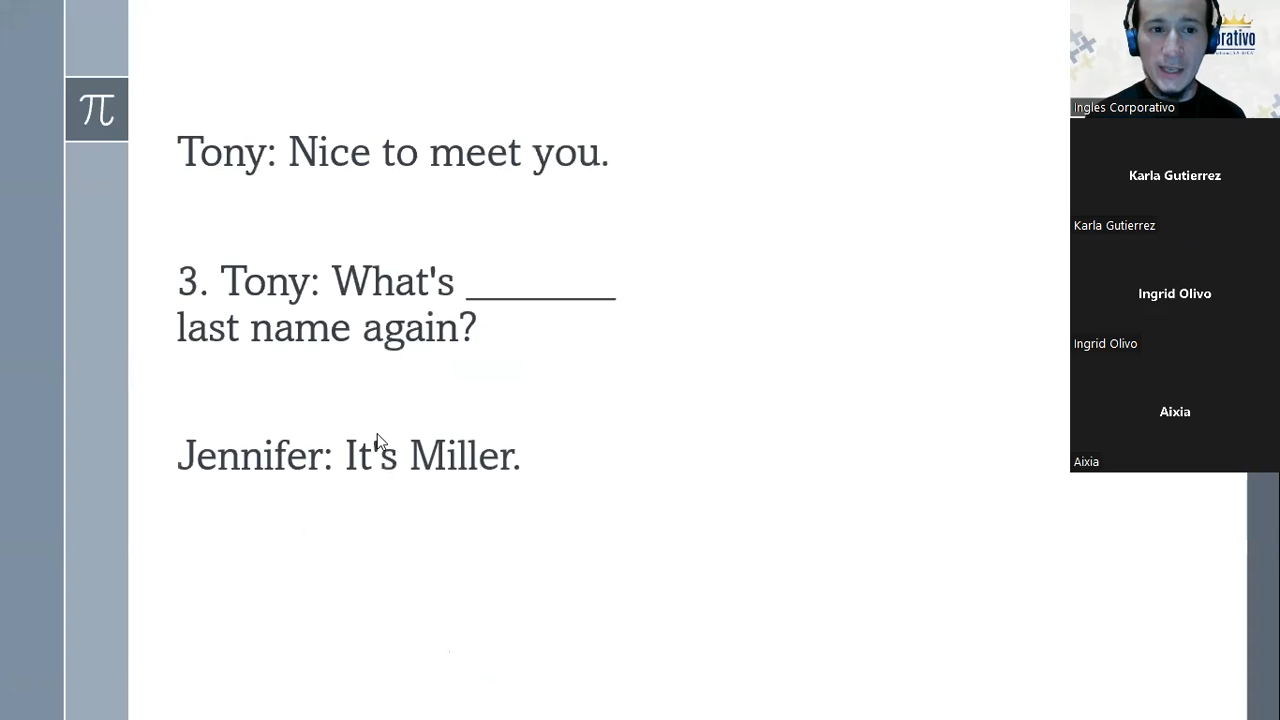 π
Tony: Nice to meet you.
3. Tony: What's ________
last name again?
Jennifer: It's Miller.
orativo
Ingles Corporativo
Karla Gutierrez
Karla Gutierrez
Ingrid Olivo
Ingrid Olivo
Aixia
Aixia